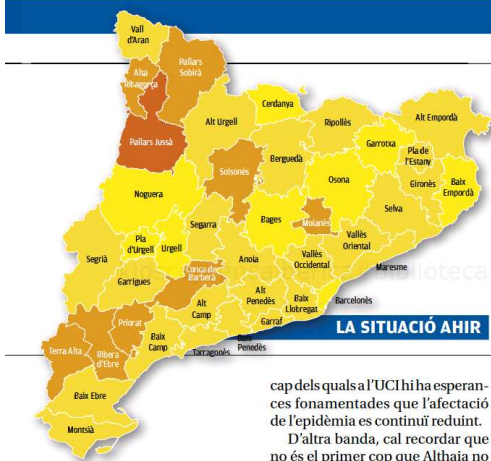 Vall
d'Aran
Pallars
Sobirà
Alta
Ribagorça
Cerdanya
Alt Urgell
Ripollès
Alt Empordà
Pallars Jussà
Berguedà
Garrotxa
Pla de
l'Estany
Solsonès
Osona
Gironès
Baix
Empordà
Noguera
Bages
Moianès
Selva
Segarra
Pla
d'Urgell
Urgell
Vallès
Oriental
Segrià
Anoia
Vallès
Occidental
Maresme
Conca de
Barberà
Garrigues
Alt
Penedès
Baix
Llobregat
Barcelonès
Alt
Camp
Garraf
Priorat
Baix
Camp
Tarragonès
Baix
Penedès
Terra Alta
Ribera
d'Ebre
Baix Ebre
Montsià
LA SITUACIÓ AHIR
cap dels quals a l'UCI hi ha esperan-
ces fonamentades que l'afectació
de l'epidèmia es continuï reduint.
D'altra banda, cal recordar que
no és el primer cop que Althaia no